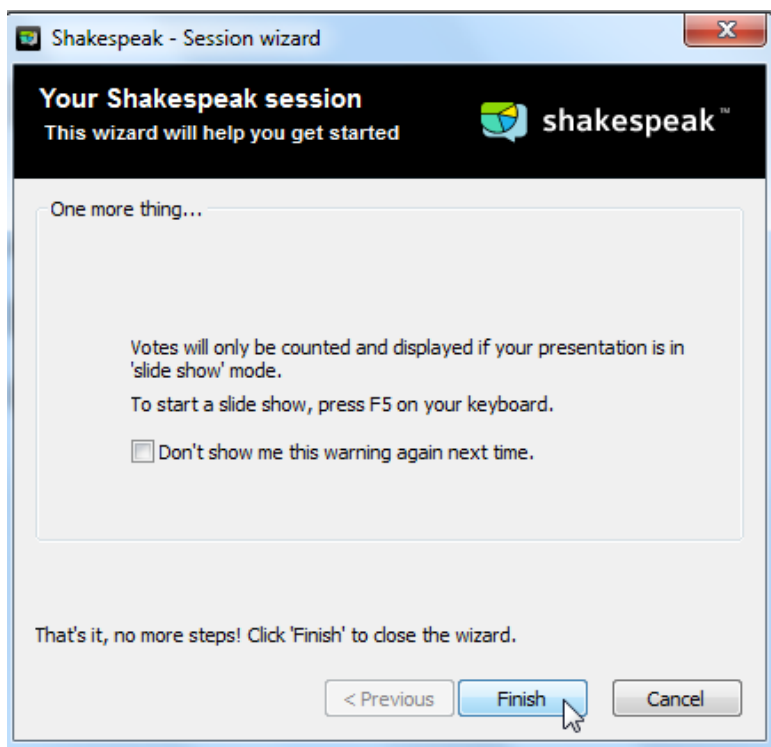 Shakespeak - Session wizard
Your Shakespeak session
This wizard will help you get started
shakespeak™
One more thing...
Votes will only be counted and displayed if your presentation is in
'slide show' mode.
To start a slide show, press F5 on your keyboard.
Don't show me this warning again next time.
That's it, no more steps! Click 'Finish' to close the wizard.
< Previous
Finish
Cancel